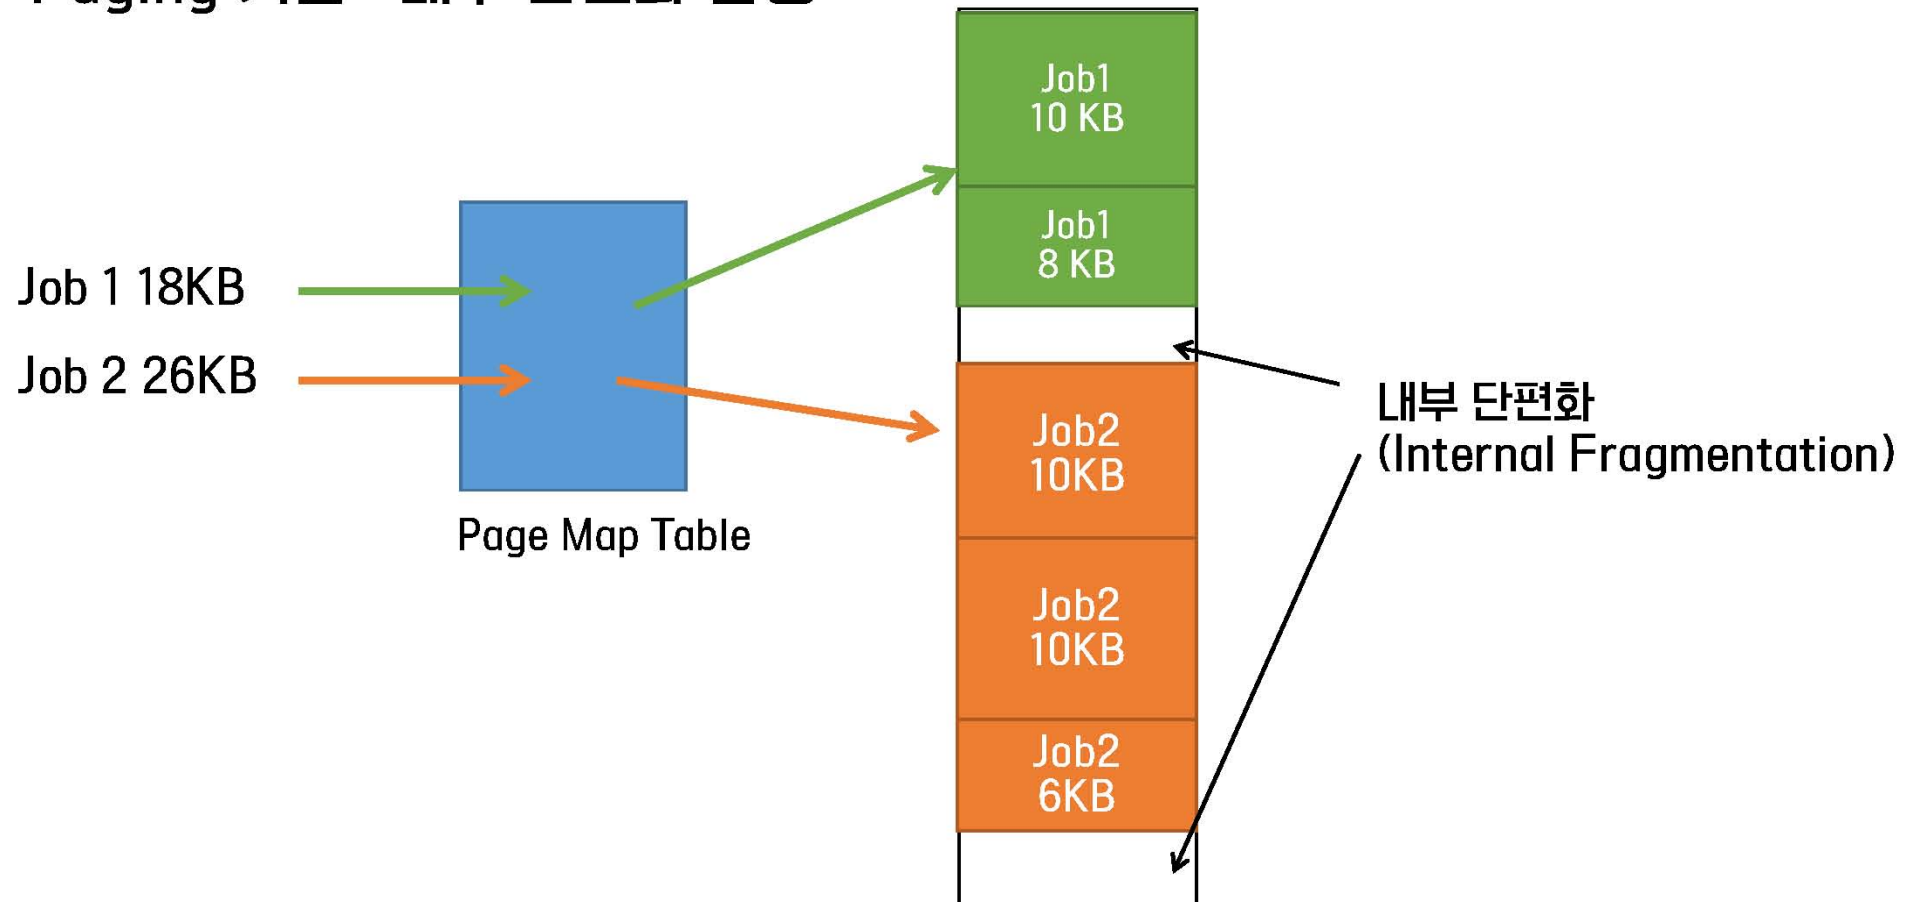 Paging
Job1
10 KB
Job1
8 KB
Job 1 18KB
Job 2 26KB
내부 단편화
(Internal Fragmentation)
Job2
10KB
Page Map Table
Job2
10KB
Job2
6KB